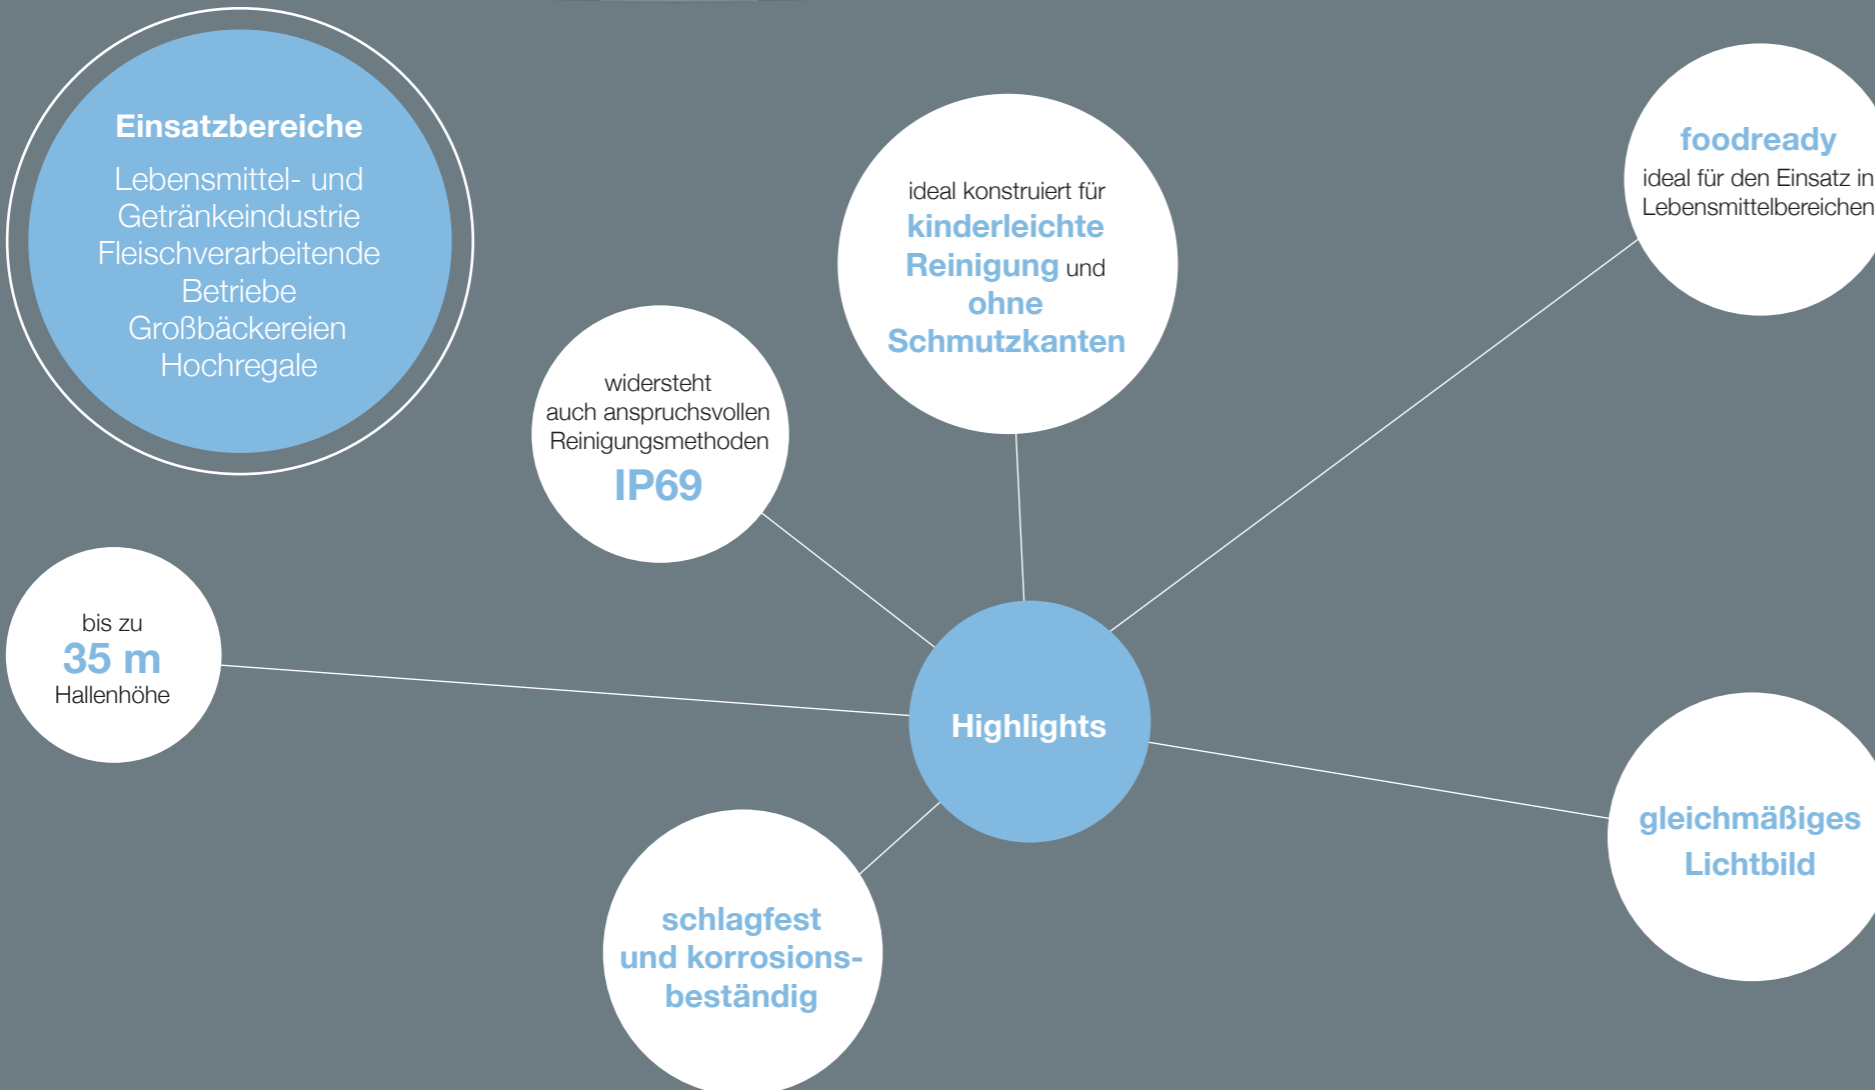 Einsatzbereiche
Lebensmittel- und
Getränkeindustrie
Fleischverarbeitende
Betriebe
Großbäckereien
Hochregale
ideal konstruiert für
kinderleichte
Reinigung und
ohne
Schmutzkanten
foodready
ideal für den Einsatz in
Lebensmittelbereichen
widersteht
auch anspruchsvollen
Reinigungsmethoden
IP69
bis zu
35 m
Hallenhöhe
Highlights
gleichmäßiges
Lichtbild
schlagfest
und korrosions-
beständig